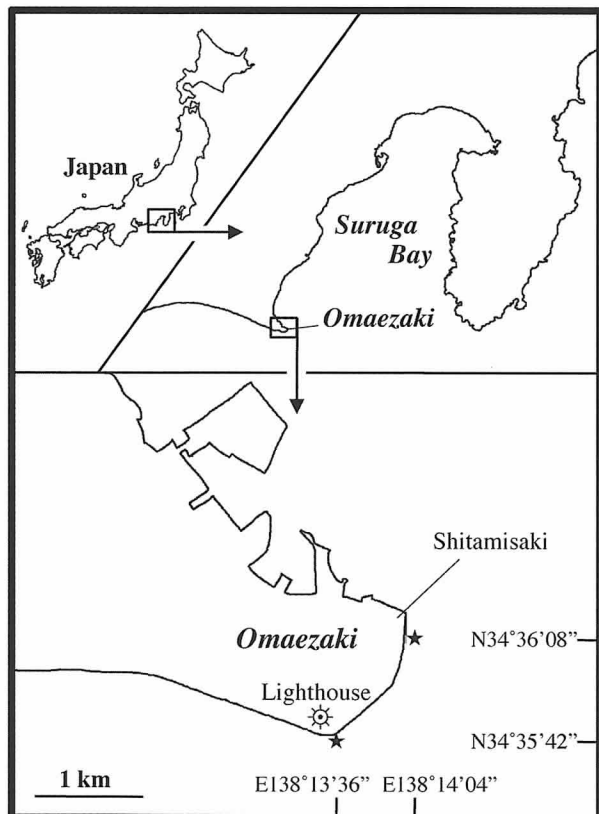 Japan
Suruga
Bay
Omaezaki
Shitamisaki
Omaezaki
N34°36’08”
Lighthouse
N34°35’42”
1 km
E138°13’36”
E138°14’04”